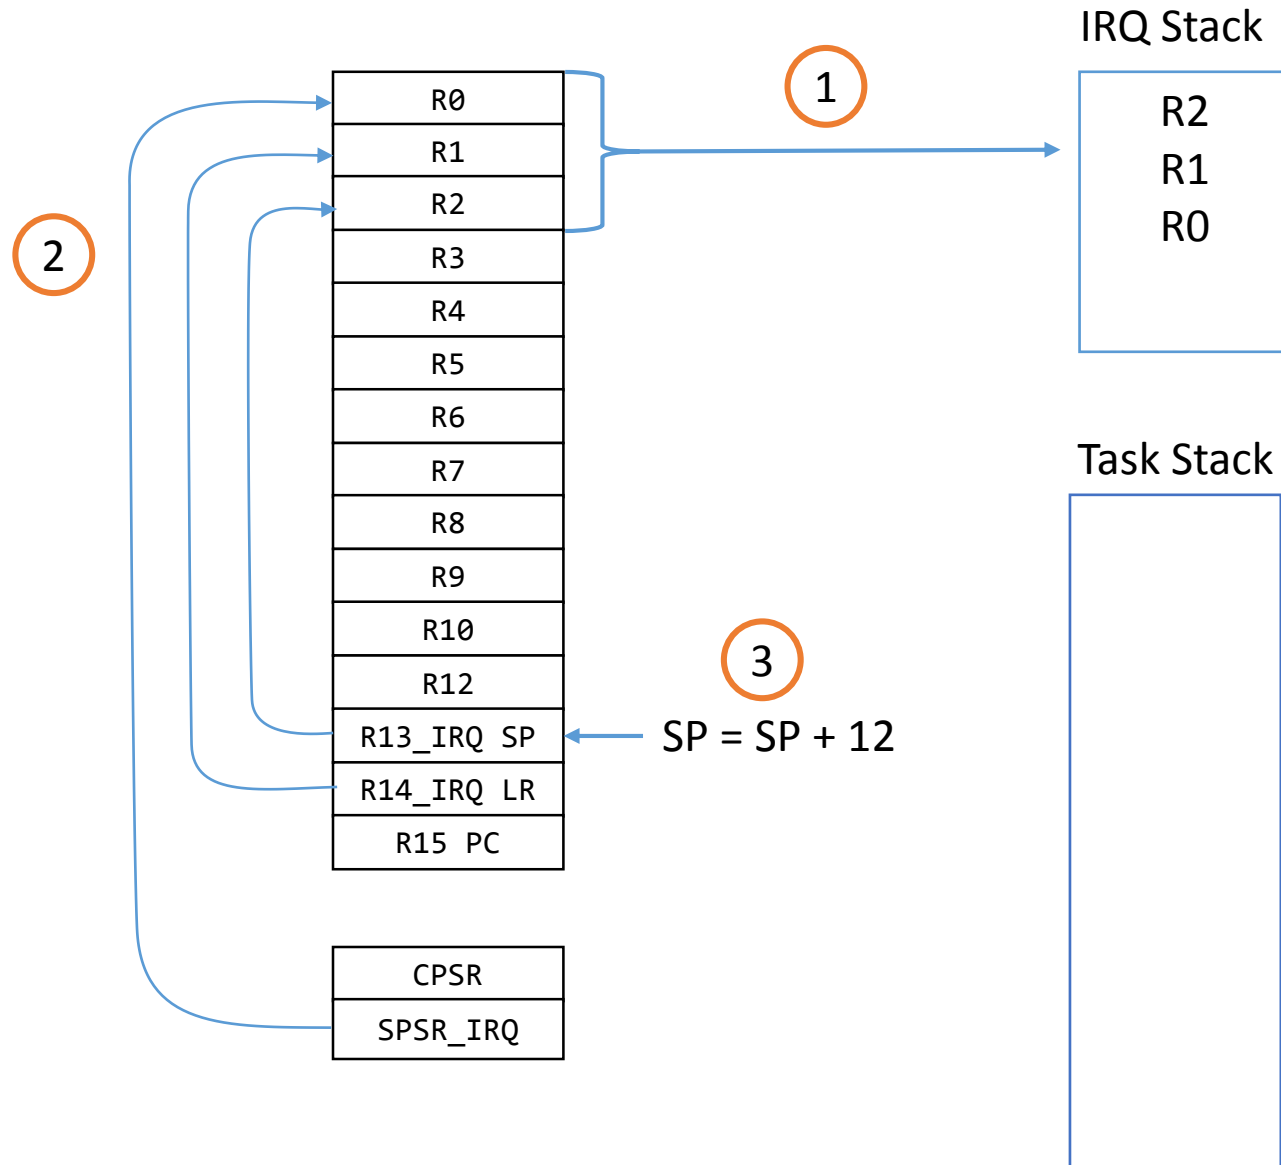 IRQ Stack
1
R2
R1
R0
2
R0
R1
R2
R3
R4
R5
R6
R7
R8
R9
R10
R12
R13_IRQ SP
R14_IRQ LR
R15 PC
Task Stack
3
SP = SP + 12
CPSR
SPSR_IRQ